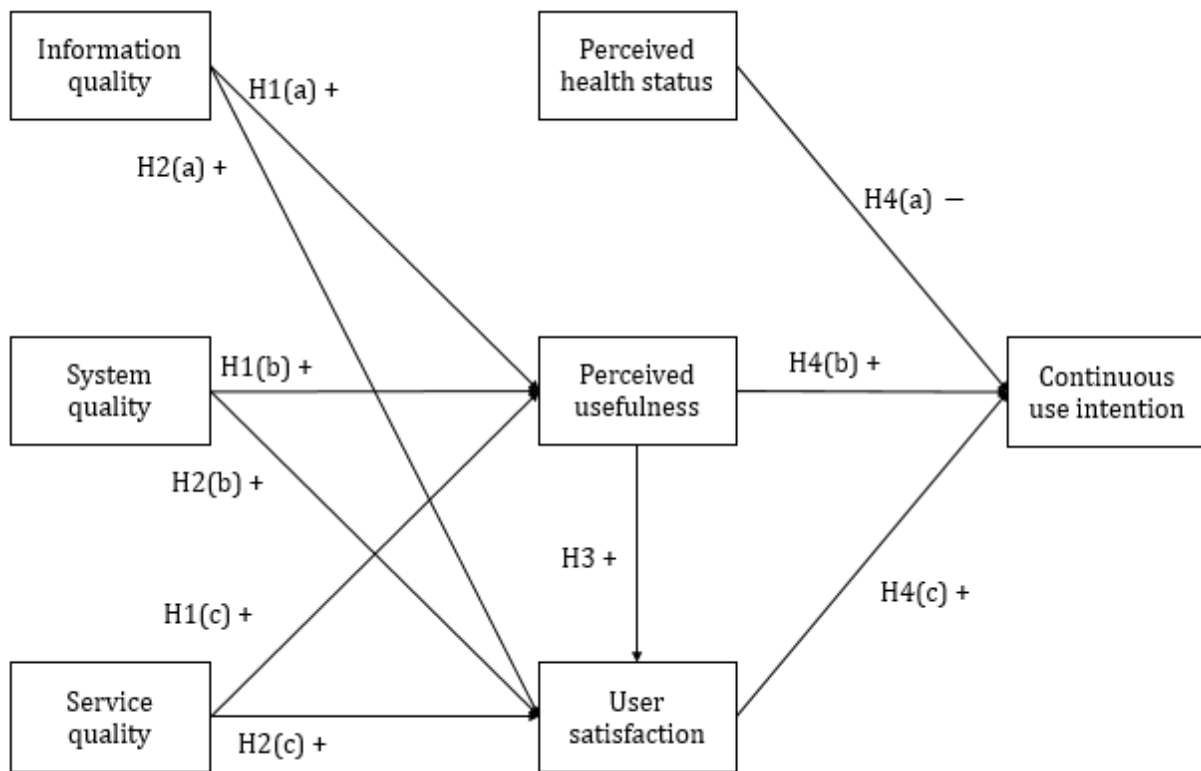 Information
quality
Perceived
health status
H1(a) +
H2(a) +
H4(a) −
System
quality
H1(b) +
Perceived
usefulness
H4(b) +
Continuous
use intention
H2(b) +
H3 +
H1(c) +
H4(c) +
Service
quality
H2(c) +
User
satisfaction